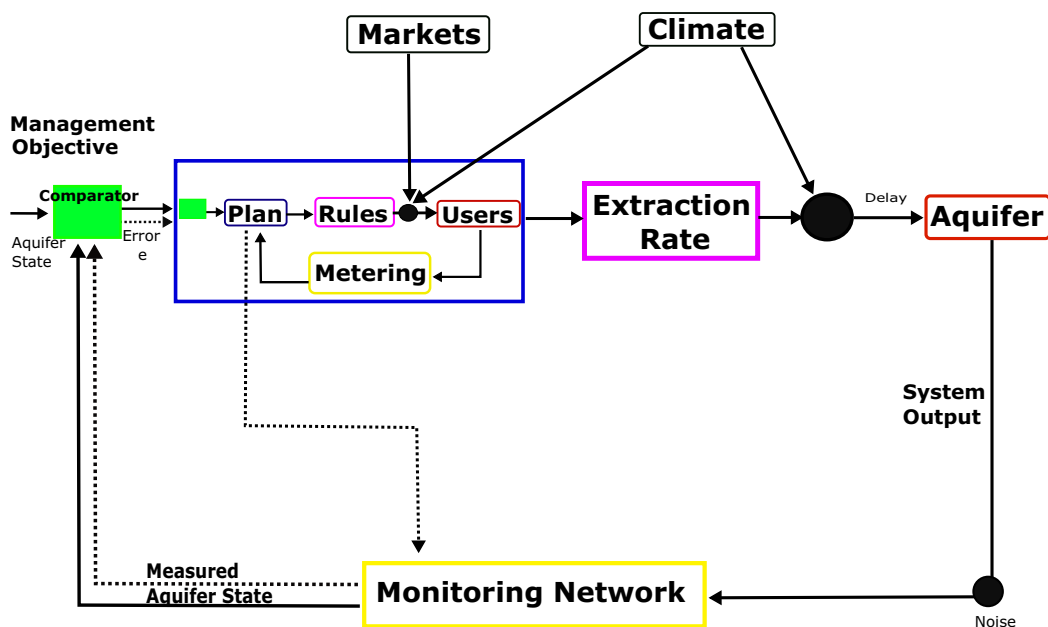 Markets
Climate
Management
Objective
Comparator
Aquifer
State
Error
e
Plan
Rules
Users
Metering
Extraction
Rate
Delay
Aquifer
System
Output
Measured
Aquifer State
Monitoring Network
Noise